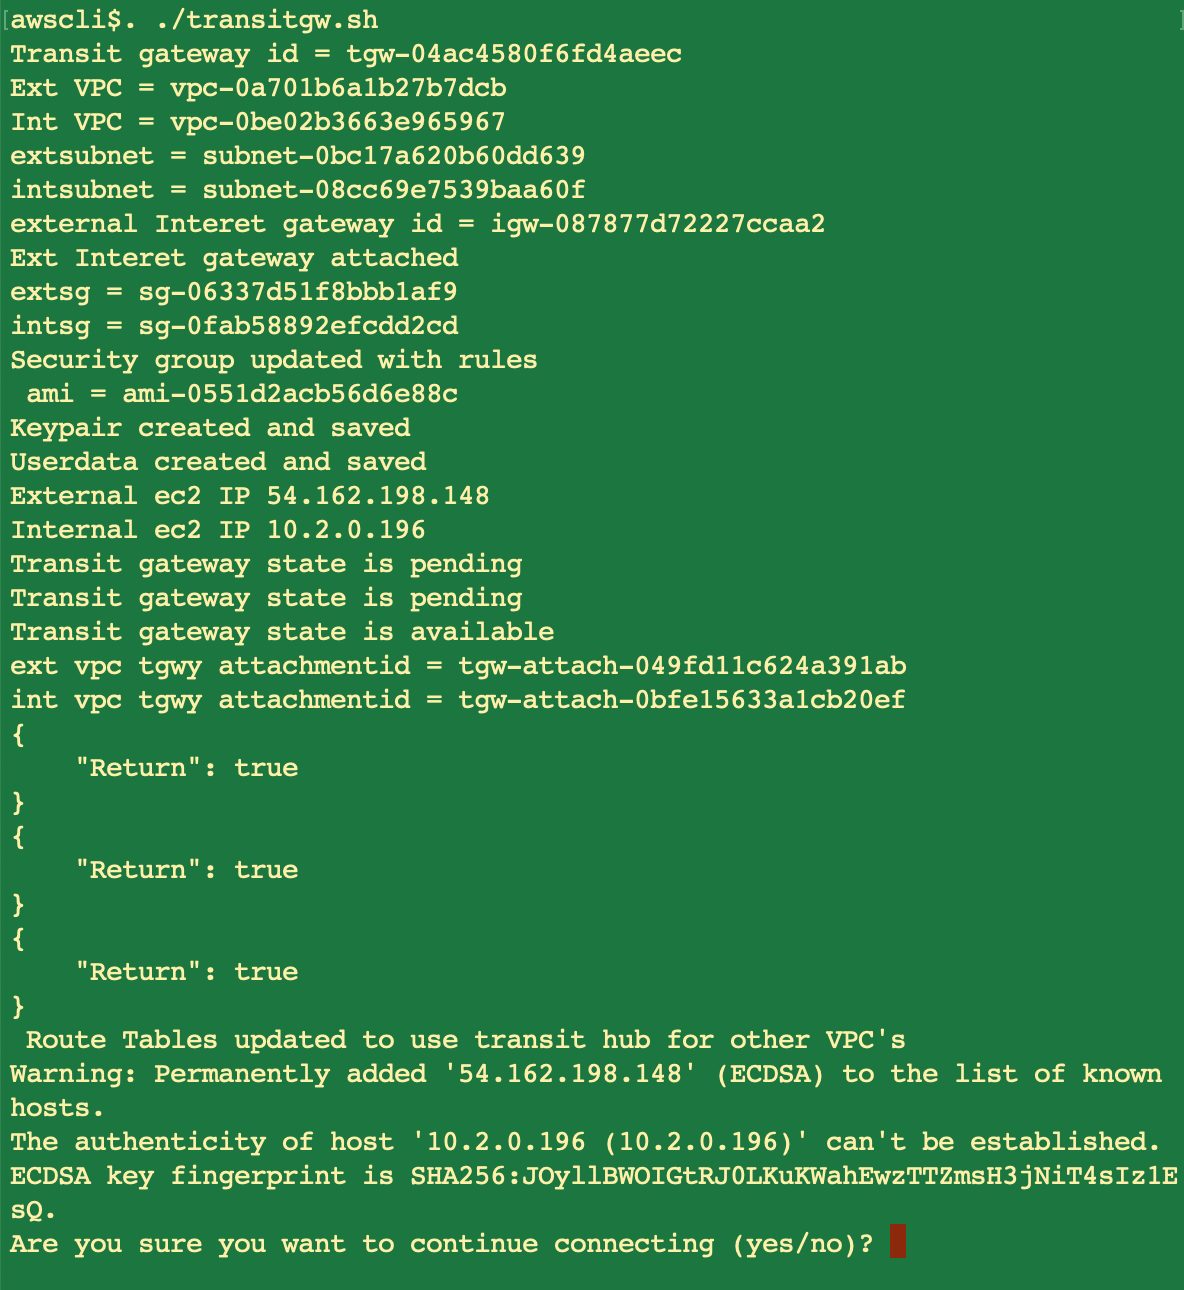 [awscli$. ./transitgw.sh ]
Transit gateway id = tgw-04ac4580f6fd4aeec
Ext VPC = vpc-0a701b6a1b27b7dcb
Int VPC = vpc-0be02b3663e965967
extsubnet = subnet-0bc17a620b60dd639
intsubnet = subnet-08cc69e7539baa60f
external Interet gateway id = igw-087877d72227ccaa2
Ext Interet gateway attached
extsg = sg-06337d51f8bbb1af9
intsg = sg-0fab58892efcdd2cd
Security group updated with rules
 ami = ami-0551d2acb56d6e88c
Keypair created and saved
Userdata created and saved
External ec2 IP 54.162.198.148
Internal ec2 IP 10.2.0.196
Transit gateway state is pending
Transit gateway state is pending
Transit gateway state is available
ext vpc tgwy attachmentid = tgw-attach-049fd11c624a391ab
int vpc tgwy attachmentid = tgw-attach-0bfe15633a1cb20ef
{
    "Return": true
}
{
    "Return": true
}
{
    "Return": true
}
 Route Tables updated to use transit hub for other VPC's
Warning: Permanently added '54.162.198.148' (ECDSA) to the list of known
hosts.
The authenticity of host '10.2.0.196 (10.2.0.196)' can't be established.
ECDSA key fingerprint is SHA256:JOyllBWOIGtRJ0LKuKWahEwzTTZmsH3jNiT4sIz1E
sQ.
Are you sure you want to continue connecting (yes/no)?